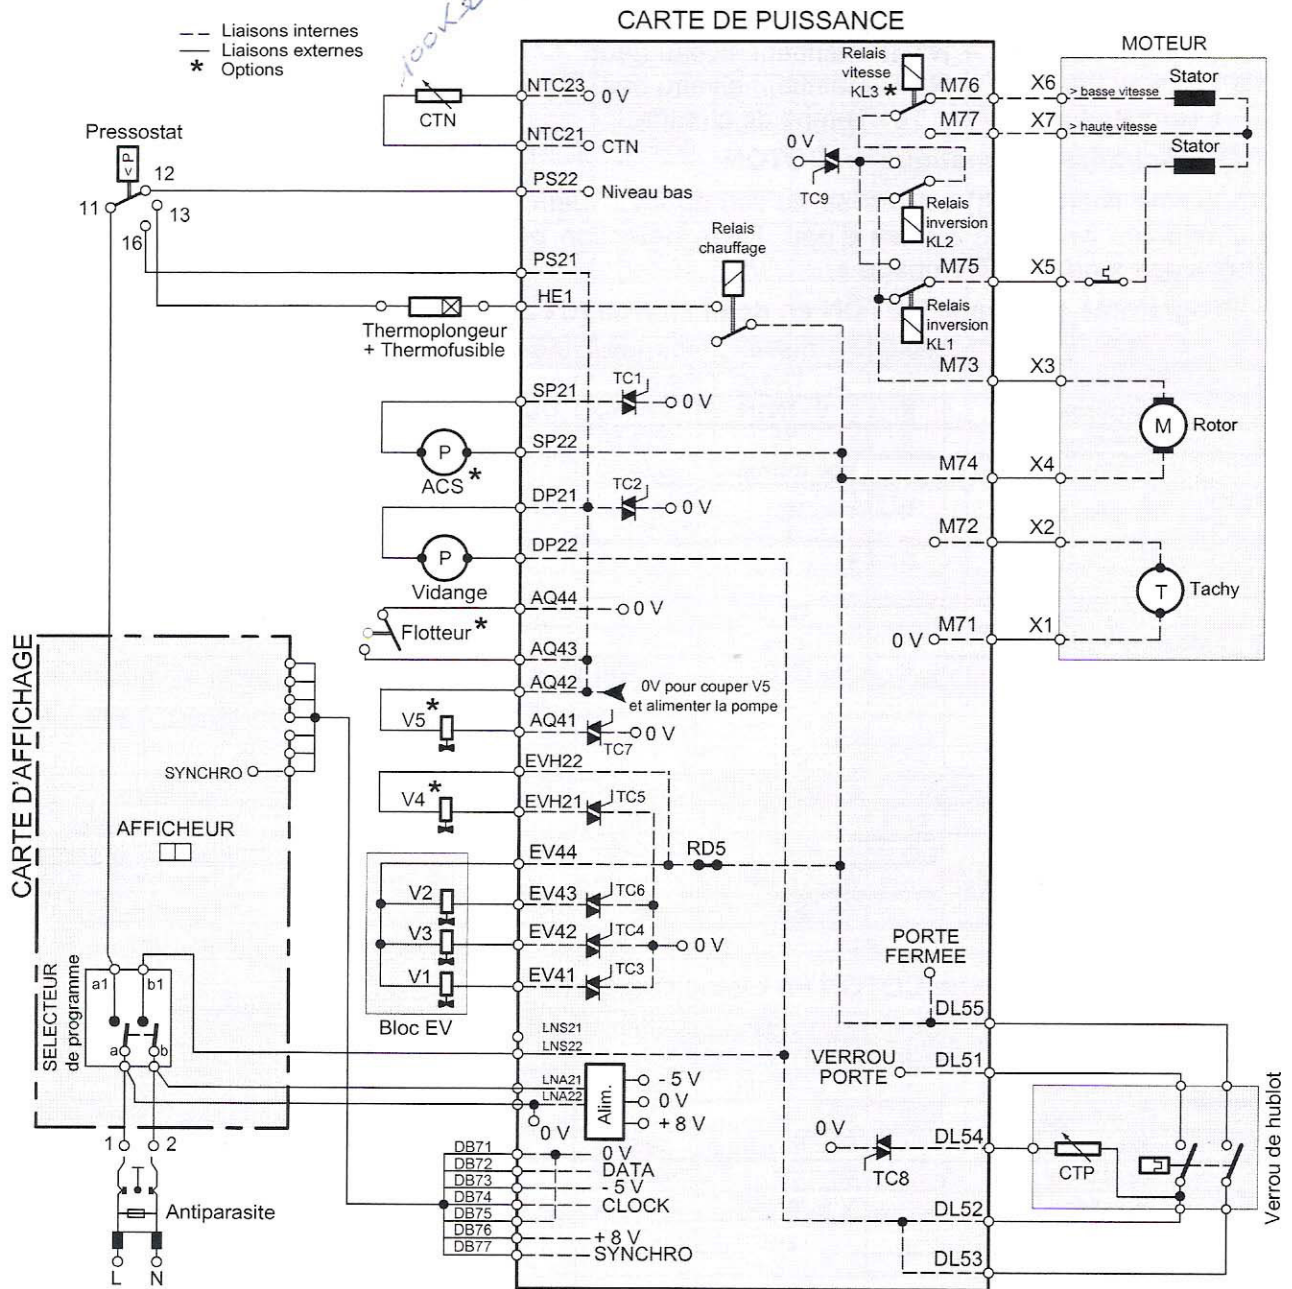 CARTE DE PUISSANCE
Liaisons internes
Liaisons externes
* Options
100K
Relais
vitesse
KL3 *
MOTEUR
NTC23
0 V
CTN
NTC21
CTN
M76
X6
> basse vitesse
Stator
M77
X7
> haute vitesse
Stator
Pressostat
P
12
11
13
16
PS22
Niveau bas
0 V
TC9
Relais
inversion
KL2
Relais
chauffage
PS21
HE1
M75
X5
Thermoplongeur
+ Thermofusible
Relais
inversion
KL1
M73
X3
SP21
TC1
0 V
M
Rotor
P
ACS *
SP22
M74
X4
DP21
TC2
0 V
M72
X2
P
Vidange
DP22
T
Tachy
AQ44
0 V
Flotteur *
0 V
M71
X1
AQ43
AQ42
0V pour couper V5
et alimenter la pompe
V5 *
AQ41
TC7
0 V
CARTE D'AFFICHAGE
SYNCHRO
EVH22
V4 *
EVH21
TC5
AFFICHEUR
EV44
RD5
V2
EV43
TC6
V3
EV42
TC4
0 V
V1
EV41
TC3
Bloc EV
PORTE
FERMEE
SELECTEUR
de programme
a1
b1
a
b
DL55
LNS21
LNS22
VERROU
PORTE
DL51
LNA21
LNA22
Alim.
- 5 V
0 V
+ 8 V
0 V
1
2
0 V
TC8
DL54
CTP
Verrou de hublot
DB71
0 V
DB72
DATA
DB73
- 5 V
DB74
CLOCK
DB75
DB76
+ 8 V
DB77
SYNCHRO
Antiparasite
L
N
DL52
DL53